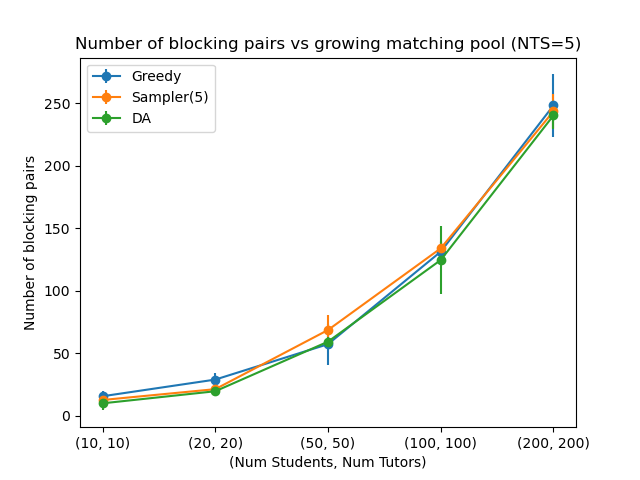 Number of blocking pairs vs growing matching pool (NTS=5)
Greedy
Sampler(5)
DA
Number of blocking pairs
250
200
150
100
50
0
(10, 10)
(20, 20)
(50, 50)
(100, 100)
(200, 200)
(Num Students, Num Tutors)